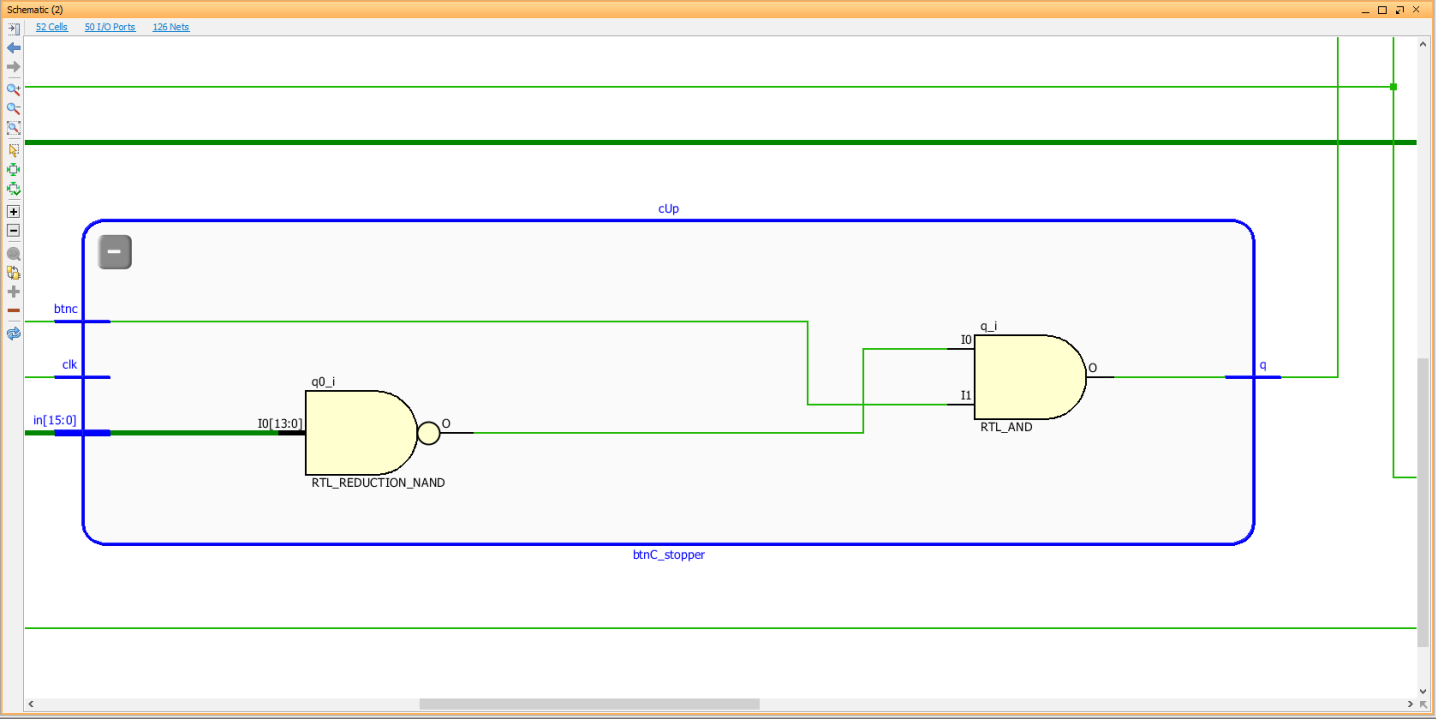 Schematic (2)
52 Cells 50 I/O Ports 126 Nets
cUp
btnc
clk
in[15:0]
q0_i
I0[13:0]
O
RTL_REDUCTION_NAND
q_i
I0
I1
O
RTL_AND
q
btnC_stopper